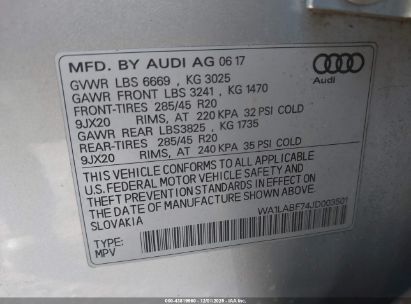 MFD. BY AUDI AG 06 17
GVWR LBS 6669 , KG 3025
GAWR FRONT LBS 3241 , KG 1470
FRONT-TIRES 285/45 R20
9JX20 RIMS, AT 220 KPA 32 PSI COLD
GAWR REAR LBS3825 , KG 1735
REAR-TIRES 285/45 R20
9JX20 RIMS, AT 240 KPA 35 PSI COLD
Audi
THIS VEHICLE CONFORMS TO ALL APPLICABLE
U.S. FEDERAL MOTOR VEHICLE SAFETY AND
THEFT PREVENTION STANDARDS IN EFFECT ON
THE DATE OF MANUFACTURE SHOWN ABOVE.
SLOVAKIA
WA1LABF74JD003501
TYPE:
MPV